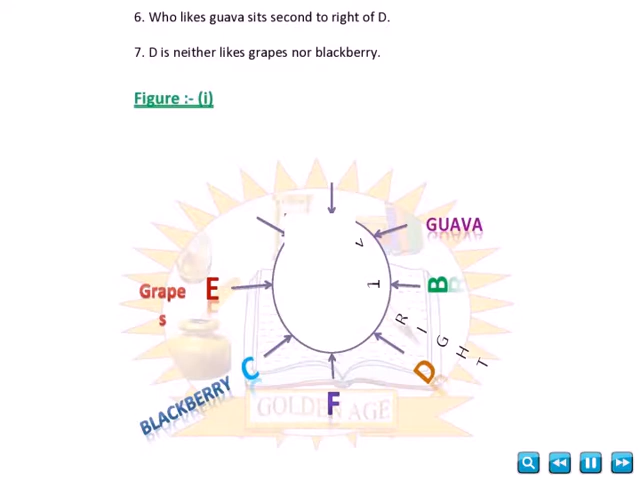 6. Who likes guava sits second to right of D.
7. D is neither likes grapes nor blackberry.
Figure :- (i)
GUAVA
1
B
Grape
s
E
RIGHT
C
D
BLACKBERRY
F
GOLDEN AGE